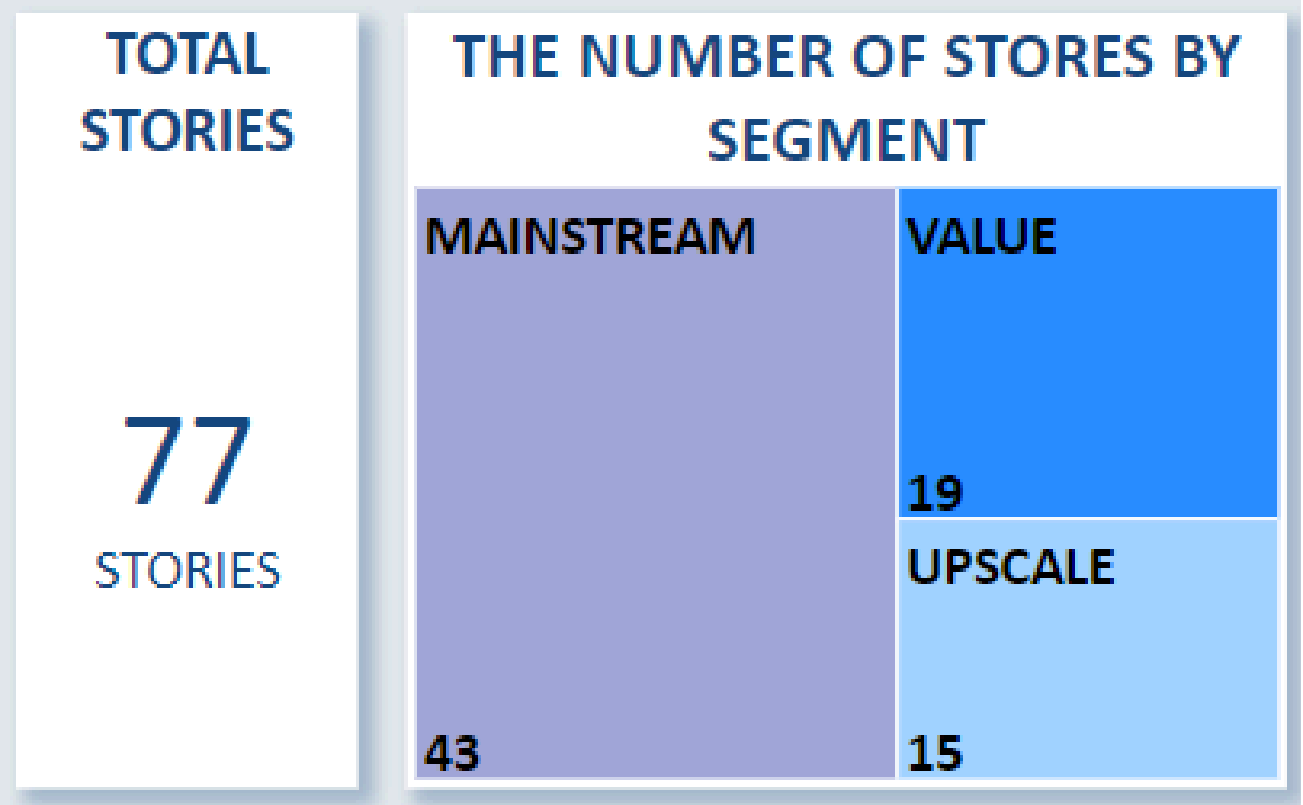 TOTAL
STORIES
77
STORIES
THE NUMBER OF STORES BY
SEGMENT
MAINSTREAM
43
VALUE
19
UPSCALE
15